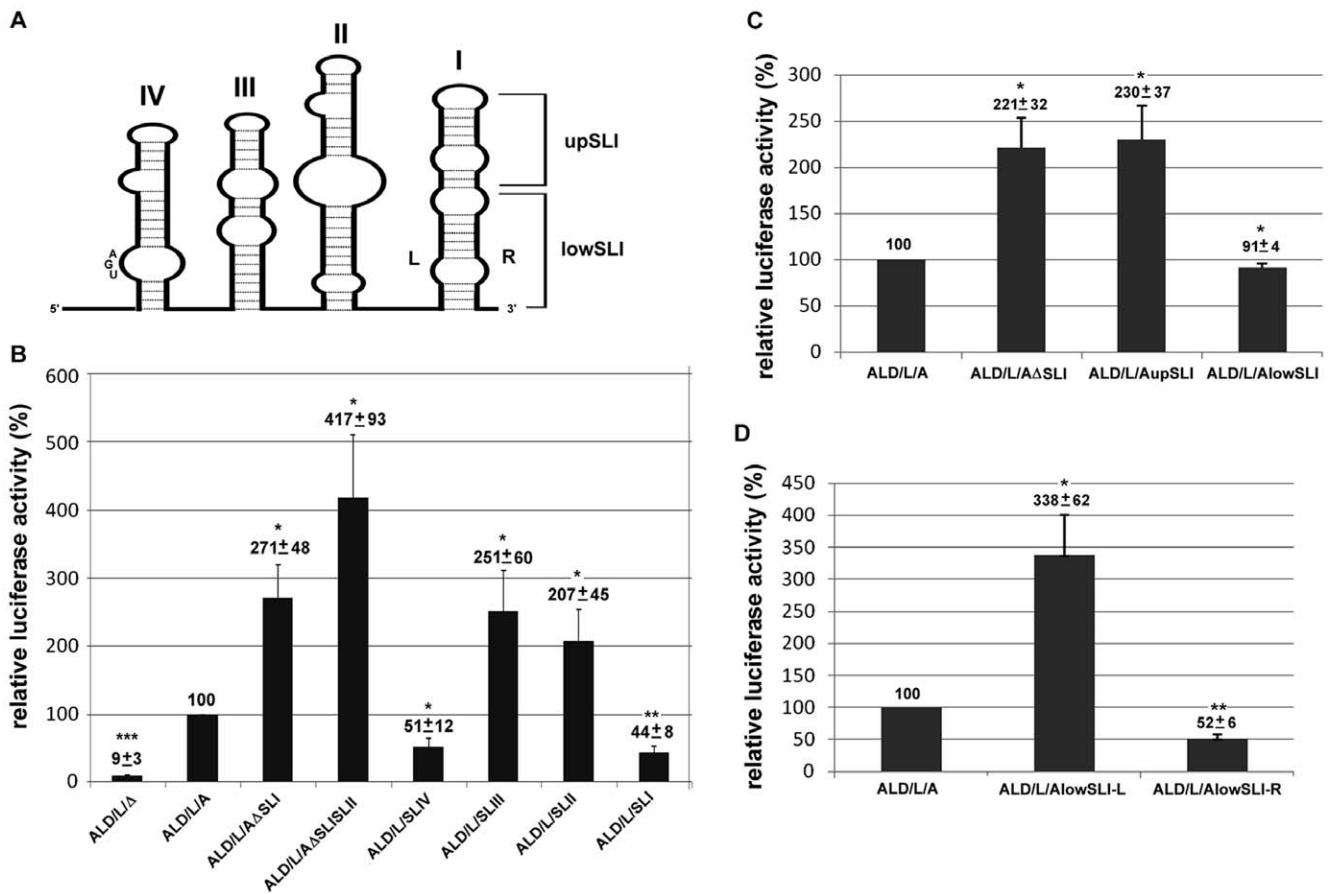 A
IV
III
II
I
upSLI
lowSLI
L
R
A
G
U
5'
3'
B
relative luciferase activity (%)
600
500
400
300
200
100
0
***
9±3
100
*
271±48
*
417±93
*
51±12
*
251±60
*
207±45
**
44±8
ALD/L/Δ
ALD/L/A
ALD/L/AΔSLI
ALD/L/AΔSLISLII
ALD/L/SLIV
ALD/L/SLIII
ALD/L/SLII
ALD/L/SLI
C
relative luciferase activity (%)
300
250
200
150
100
50
0
100
*
221±32
*
230±37
*
91±4
ALD/L/A
ALD/L/AΔSLI
ALD/L/AupSLI
ALD/L/AlowSLI
D
relative luciferase activity (%)
450
400
350
300
250
200
150
100
50
0
100
*
338±62
**
52±6
ALD/L/A
ALD/L/AlowSLI-L
ALD/L/AlowSLI-R